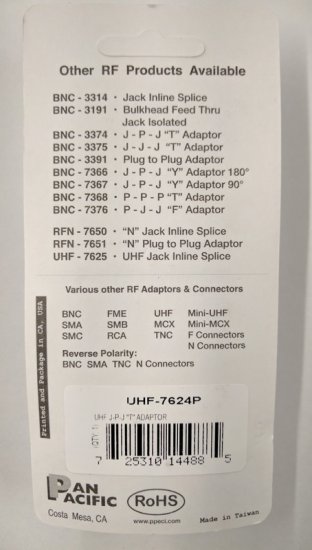 Other RF Products Available
BNC - 3314 • Jack Inline Splice
BNC - 3191 • Bulkhead Feed Thru
Jack Isolated
BNC - 3374 • J - P - J "T" Adaptor
BNC - 3375 • J - J - J "T" Adaptor
BNC - 3391 • Plug to Plug Adaptor
BNC - 7366 • J - P - J "Y" Adaptor 180°
BNC - 7367 • J - P - J "Y" Adaptor 90°
BNC - 7368 • P - P - P "T" Adaptor
BNC - 7376 • P - J - J "F" Adaptor
RFN - 7650 • "N" Jack Inline Splice
RFN - 7651 • "N" Plug to Plug Adaptor
UHF - 7625 • UHF Jack Inline Splice
Various other RF Adaptors & Connectors
BNC FME UHF Mini-UHF
SMA SMB MCX Mini-MCX
SMC RCA TNC F Connectors
N Connectors
Reverse Polarity:
BNC SMA TNC N Connectors
Printed and Package in CA, USA
UHF-7624P
UHF J-P-J "T" ADAPTOR
(QTY 1)
7 25310 14488 5
PAN PACIFIC
RoHS
Costa Mesa, CA
www.ppeci.com
Made in Taiwan